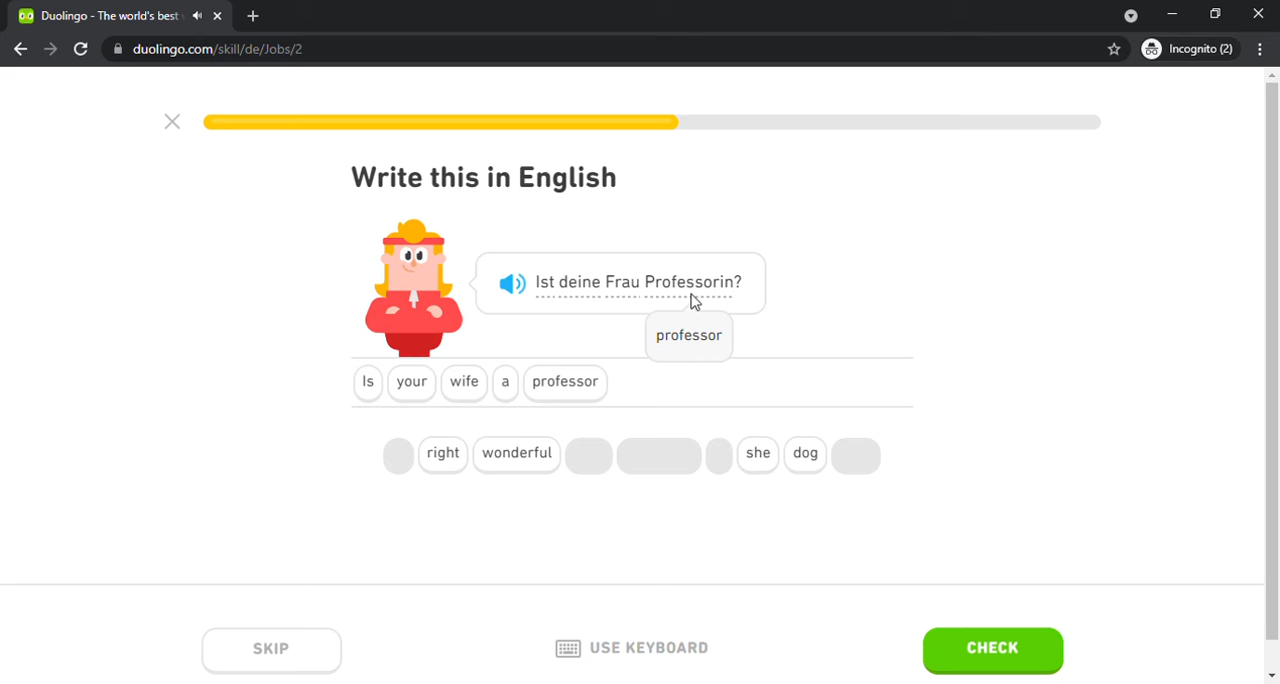 Duolingo - The world's best
duolingo.com/skill/de/Jobs/2
Incognito (2)
Write this in English
Ist deine Frau Professorin?
professor
Is your wife a professor
right wonderful she dog
SKIP
USE KEYBOARD
CHECK